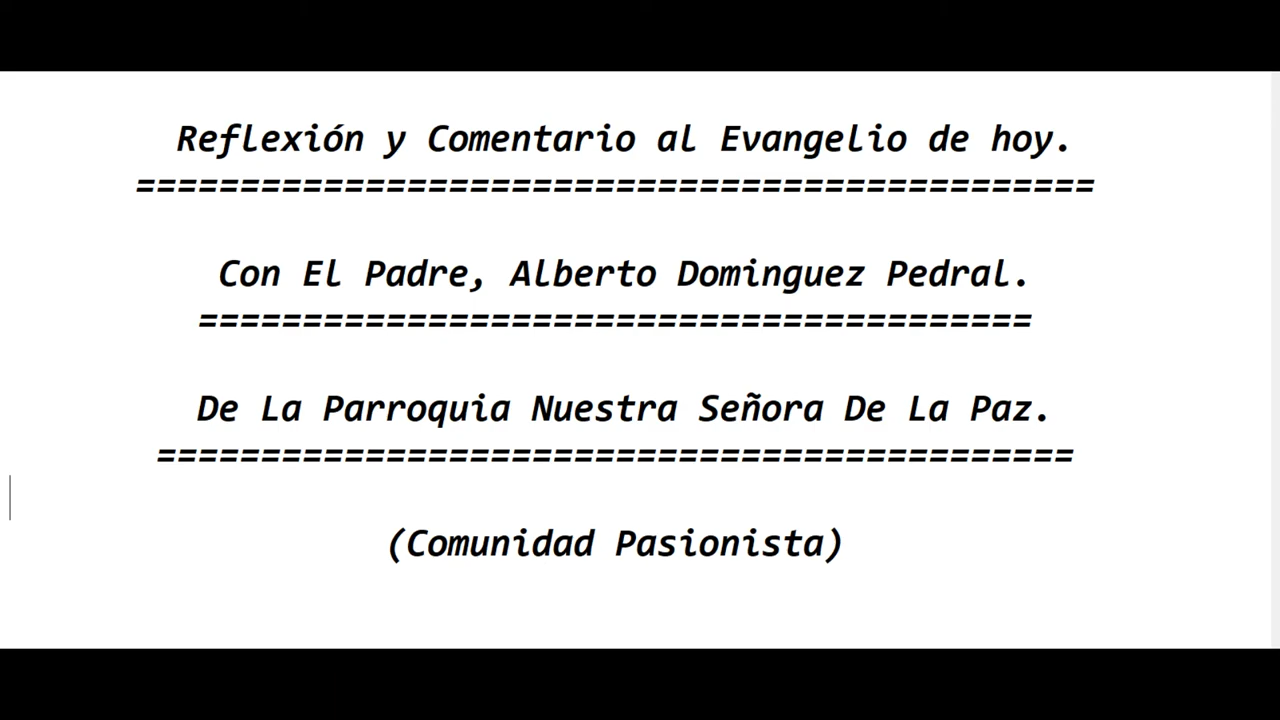 Reflexión y Comentario al Evangelio de hoy.
==============================================
Con El Padre, Alberto Dominguez Pedral.
========================================
De La Parroquia Nuestra Señora De La Paz.
============================================
(Comunidad Pasionista)